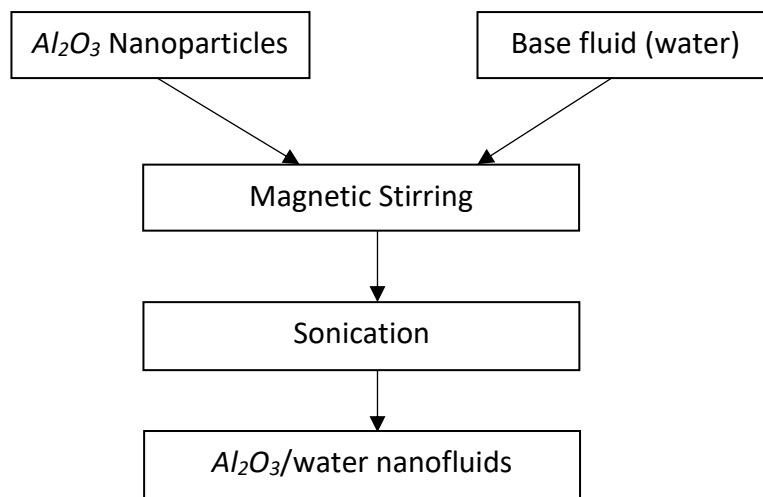 Al₂O₃ Nanoparticles
Base fluid (water)
Magnetic Stirring
Sonication
Al₂O₃/water nanofluids